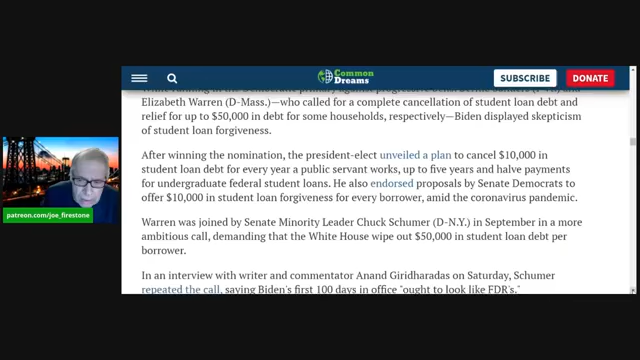 Common
Dreams
SUBSCRIBE
DONATE
Elizabeth Warren (D-Mass.)—who called for a complete cancellation of student loan debt and
relief for up to $50,000 in debt for some households, respectively—Biden displayed skepticism
of student loan forgiveness.
After winning the nomination, the president-elect unveiled a plan to cancel $10,000 in
student loan debt for every year a public servant works, up to five years and halve payments
for undergraduate federal student loans. He also endorsed proposals by Senate Democrats to
offer $10,000 in student loan forgiveness for every borrower, amid the coronavirus pandemic.
Warren was joined by Senate Minority Leader Chuck Schumer (D-N.Y.) in September in a more
ambitious call, demanding that the White House wipe out $50,000 in student loan debt per
borrower.
In an interview with writer and commentator Anand Giridharadas on Saturday, Schumer
repeated the call, saying Biden's first 100 days in office "ought to look like FDR's."
patreon.com/joe_firestone